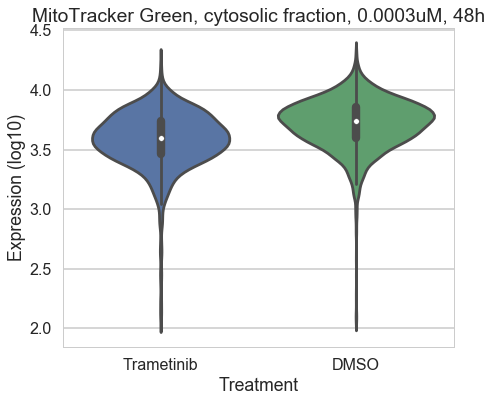 MitoTracker Green, cytosolic fraction, 0.0003uM, 48h
4.5
4.0
3.5
3.0
2.5
2.0
Expression (log10)
Trametinib DMSO
Treatment